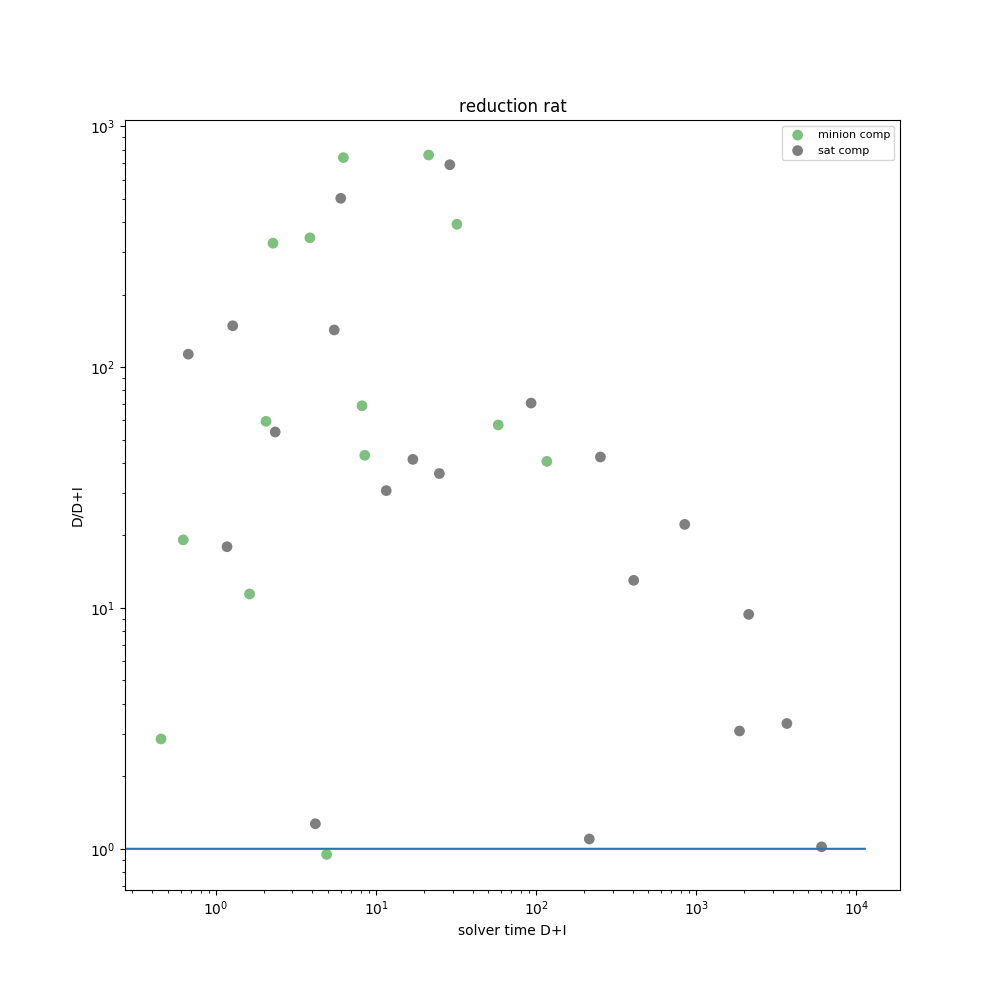 reduction rat
minion comp
sat comp
10³
10²
10¹
10⁰
D/D+I
10⁰ 10¹ 10² 10³ 10⁴
solver time D+I